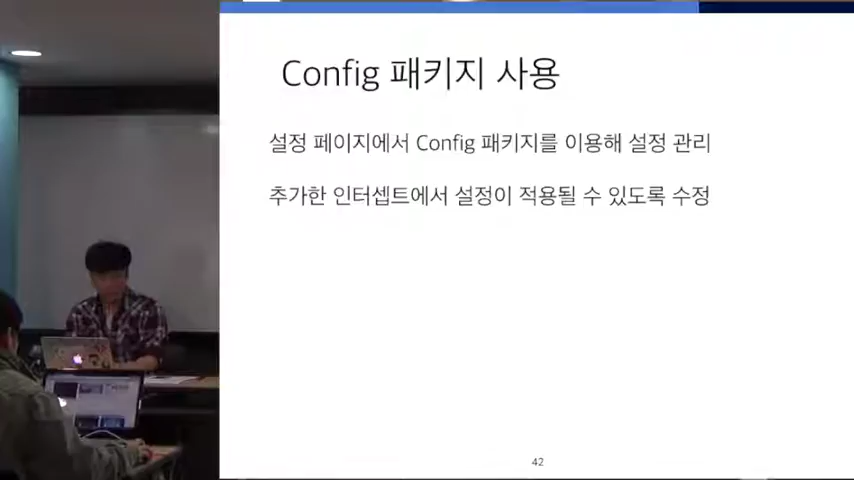 Config 패키지 사용
설정 페이지에서 Config 패키지를 이용해 설정 관리
추가한 인터셉트에서 설정이 적용될 수 있도록 수정
42